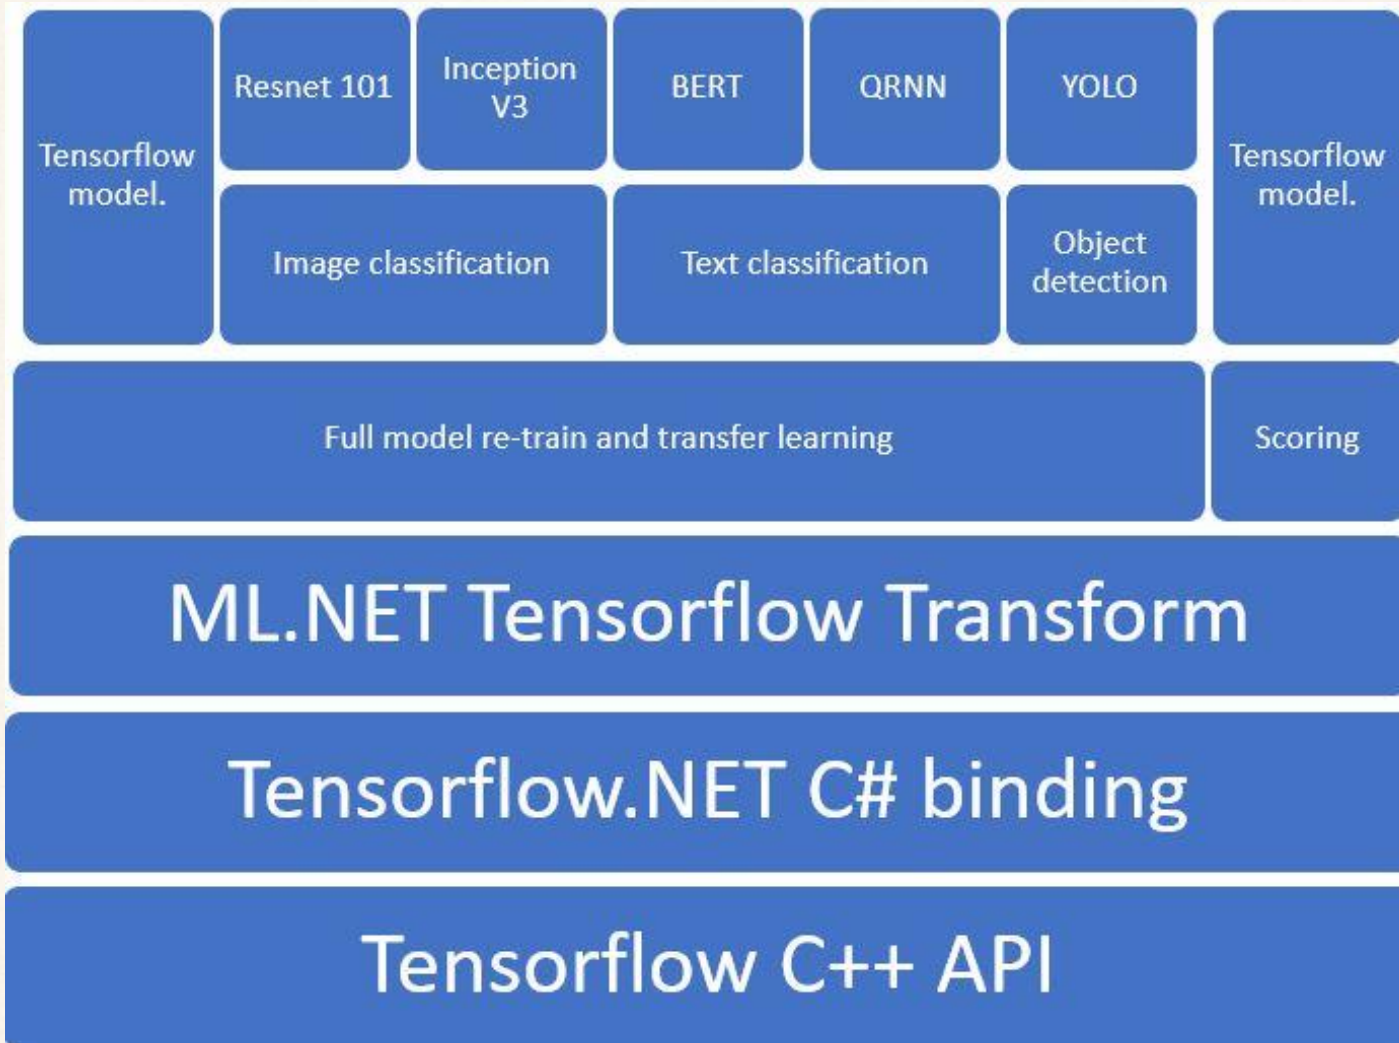 Tensorflow
model.
Resnet 101
Inception
V3
BERT
QRNN
YOLO
Tensorflow
model.
Image classification
Text classification
Object
detection
Full model re-train and transfer learning
Scoring
ML.NET Tensorflow Transform
Tensorflow.NET C# binding
Tensorflow C++ API